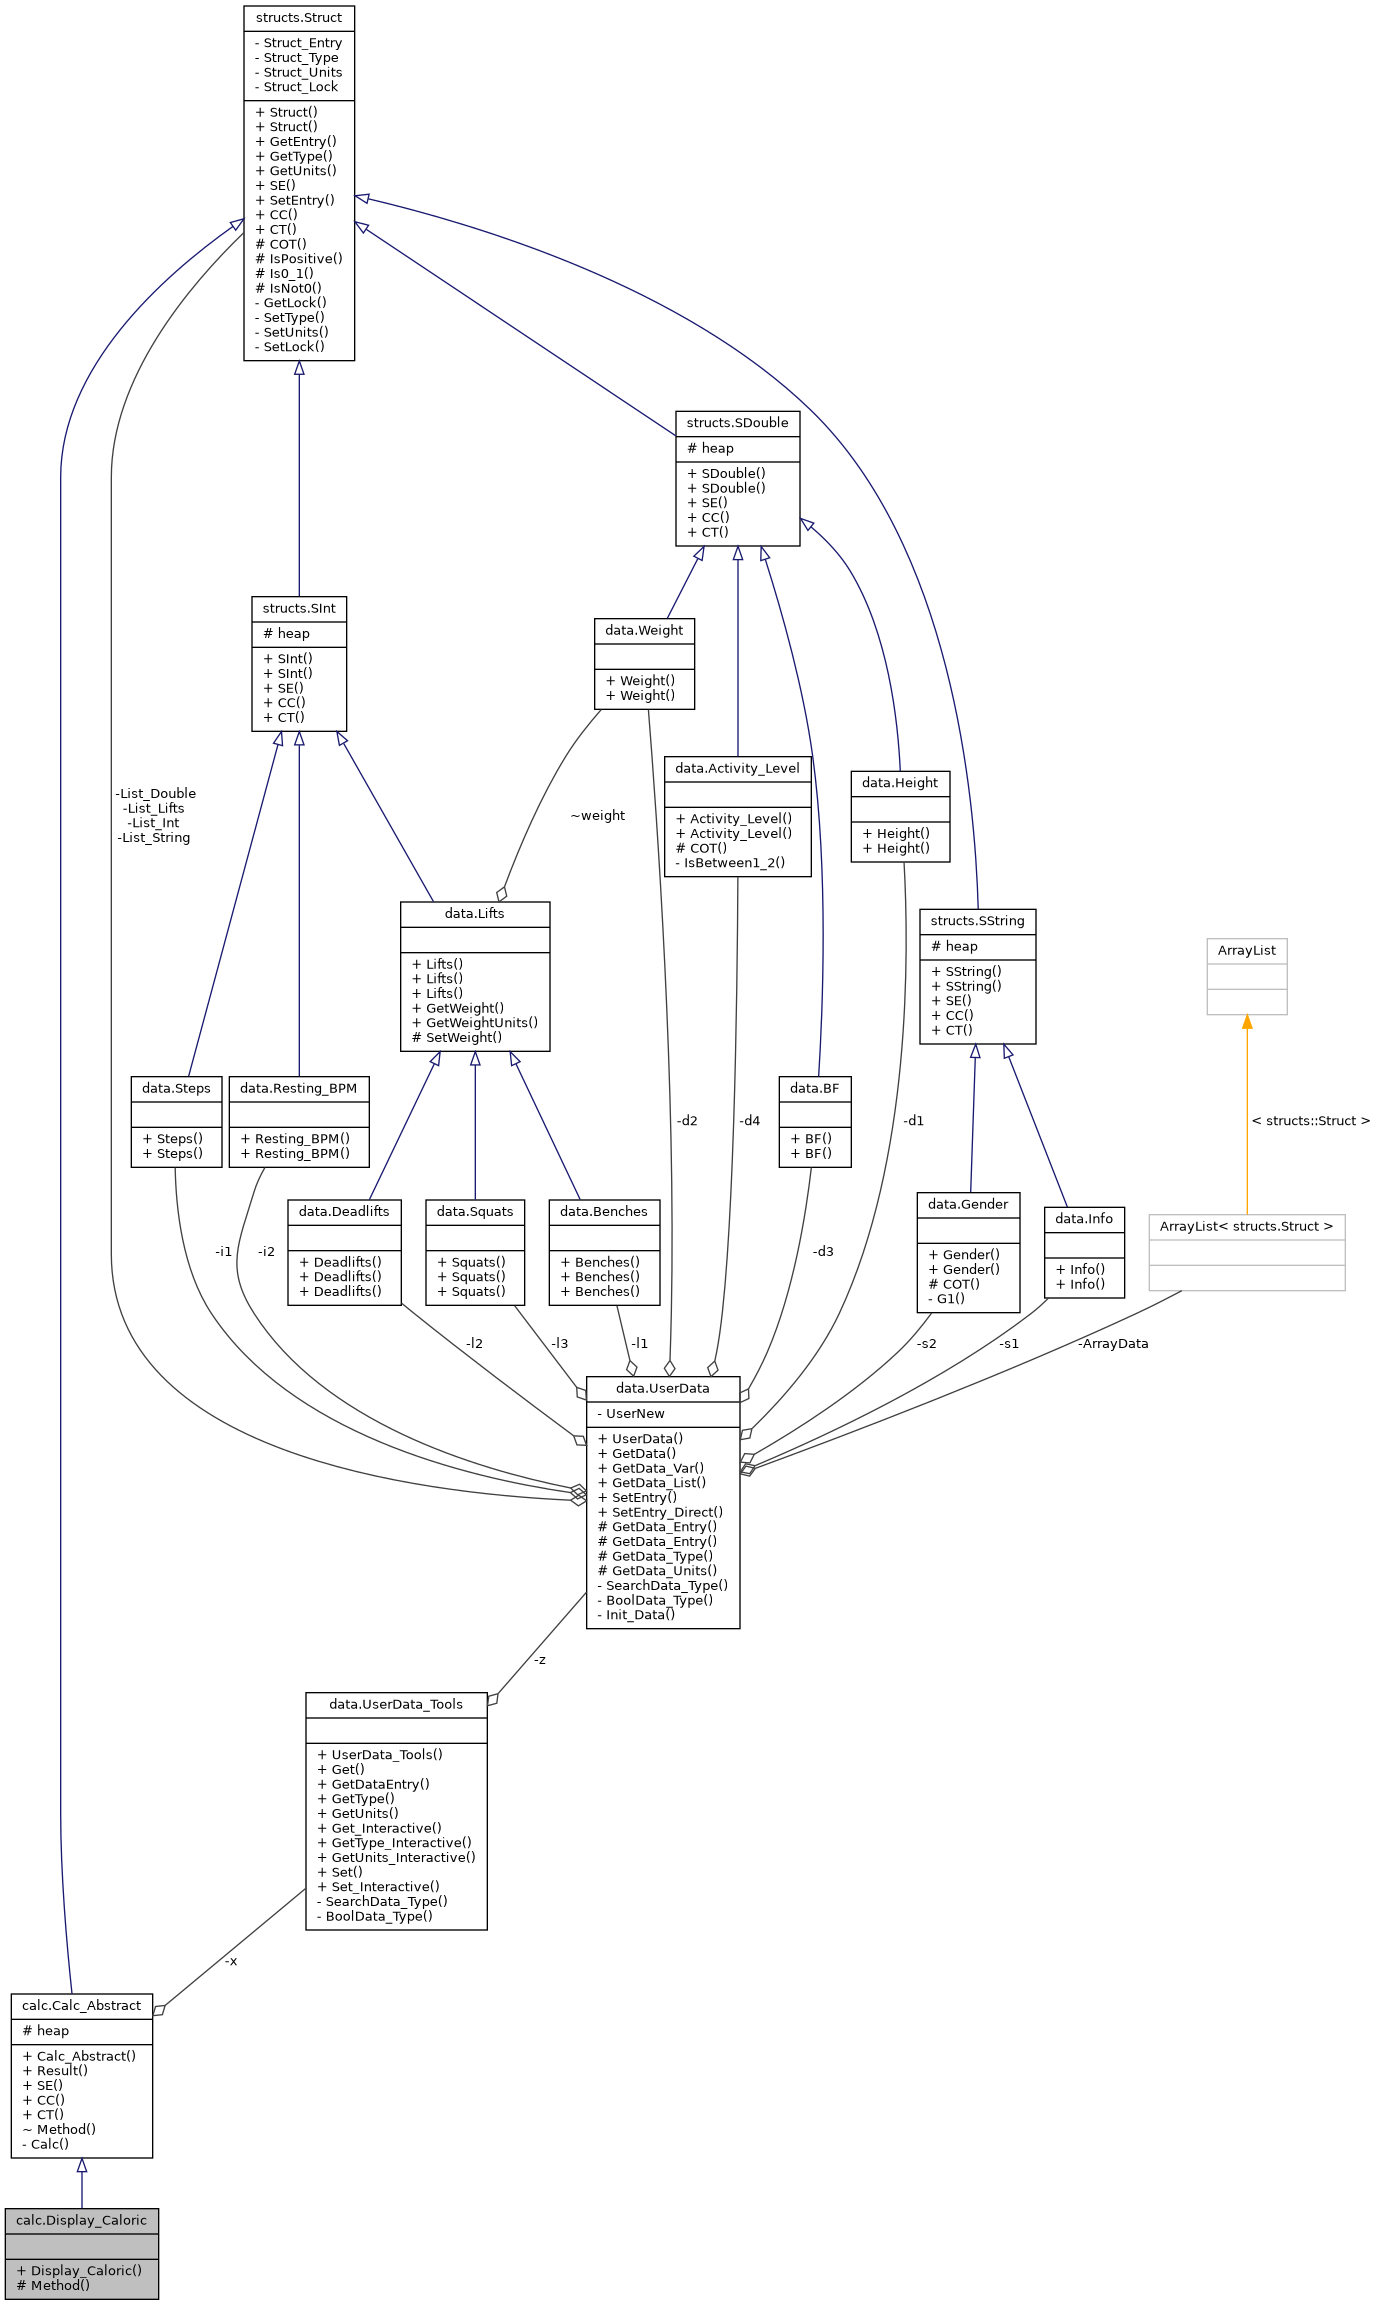 structs.Struct
- Struct_Entry
- Struct_Type
- Struct_Units
- Struct_Lock
+ Struct()
+ Struct()
+ GetEntry()
+ GetType()
+ GetUnits()
+ SE()
+ SetEntry()
+ CC()
+ CT()
# COT()
# IsPositive()
# Is0_1()
# IsNot0()
- GetLock()
- SetType()
- SetUnits()
- SetLock()
structs.SDouble
# heap
+ SDouble()
+ SDouble()
+ SE()
+ CC()
+ CT()
structs.SInt
# heap
+ SInt()
+ SInt()
+ SE()
+ CC()
+ CT()
data.Weight
+ Weight()
+ Weight()
data.Activity_Level
+ Activity_Level()
+ Activity_Level()
# COT()
- IsBetween1_2()
data.Height
+ Height()
+ Height()
-List_Double
-List_Lifts
-List_Int
-List_String
~weight
data.Lifts
+ Lifts()
+ Lifts()
+ Lifts()
+ GetWeight()
+ GetWeightUnits()
# SetWeight()
structs.SString
# heap
+ SString()
+ SString()
+ SE()
+ CC()
+ CT()
ArrayList
data.Steps
+ Steps()
+ Steps()
data.Resting_BPM
+ Resting_BPM()
+ Resting_BPM()
data.BF
+ BF()
+ BF()
-d2
-d4
-d1
< structs::Struct >
data.Deadlifts
+ Deadlifts()
+ Deadlifts()
+ Deadlifts()
data.Squats
+ Squats()
+ Squats()
+ Squats()
data.Benches
+ Benches()
+ Benches()
+ Benches()
data.Gender
+ Gender()
+ Gender()
# COT()
- G1()
data.Info
+ Info()
+ Info()
ArrayList< structs.Struct >
-i1
-i2
-d3
-l2
-l3
-l1
-s2
-s1
-ArrayData
data.UserData
- UserNew
+ UserData()
+ GetData()
+ GetData_Var()
+ GetData_List()
+ SetEntry()
+ SetEntry_Direct()
# GetData_Entry()
# GetData_Entry()
# GetData_Type()
# GetData_Units()
- SearchData_Type()
- BoolData_Type()
- Init_Data()
-z
data.UserData_Tools
+ UserData_Tools()
+ Get()
+ GetDataEntry()
+ GetType()
+ GetUnits()
+ Get_Interactive()
+ GetType_Interactive()
+ GetUnits_Interactive()
+ Set()
+ Set_Interactive()
- SearchData_Type()
- BoolData_Type()
-x
calc.Calc_Abstract
# heap
+ Calc_Abstract()
+ Result()
+ SE()
+ CC()
+ CT()
~ Method()
- Calc()
calc.Display_Caloric
+ Display_Caloric()
# Method()